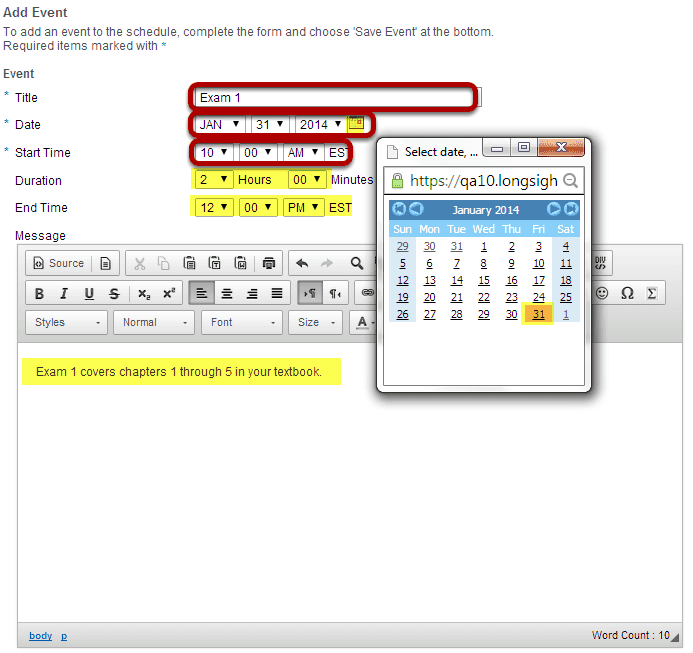 Add Event
To add an event to the schedule, complete the form and choose 'Save Event' at the bottom.
Required items marked with *
Event
* Title Exam 1
* Date JAN 31 2014
* Start Time 10 00 AM EST
Duration 2 Hours 00 Minutes
End Time 12 00 PM EST
Message
Source
B I U S x₂ x²
Styles Normal Font Size A
Exam 1 covers chapters 1 through 5 in your textbook.
body p
Word Count : 10
Select date, ...
https://qa10.longsigh
January 2014
Sun Mon Tue Wed Thu Fri Sat
29 30 31 1 2 3 4
5 6 7 8 9 10 11
12 13 14 15 16 17 18
19 20 21 22 23 24 25
26 27 28 29 30 31 1
DIV
Ω Σ